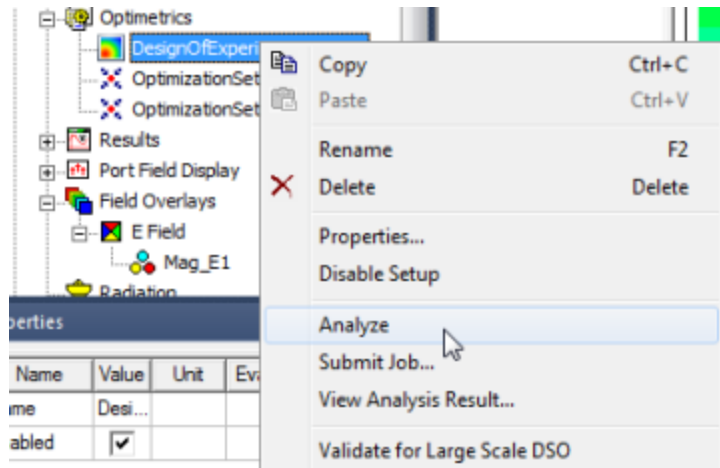 Optimetrics
DesignOfExperi
OptimizationSet
OptimizationSet
Results
Port Field Display
Field Overlays
E Field
Mag_E1
Radiation
perties
Name Value Unit Eva
me Desi...
abled
Copy Ctrl+C
Paste Ctrl+V
Rename F2
Delete Delete
Properties...
Disable Setup
Analyze
Submit Job...
View Analysis Result...
Validate for Large Scale DSO